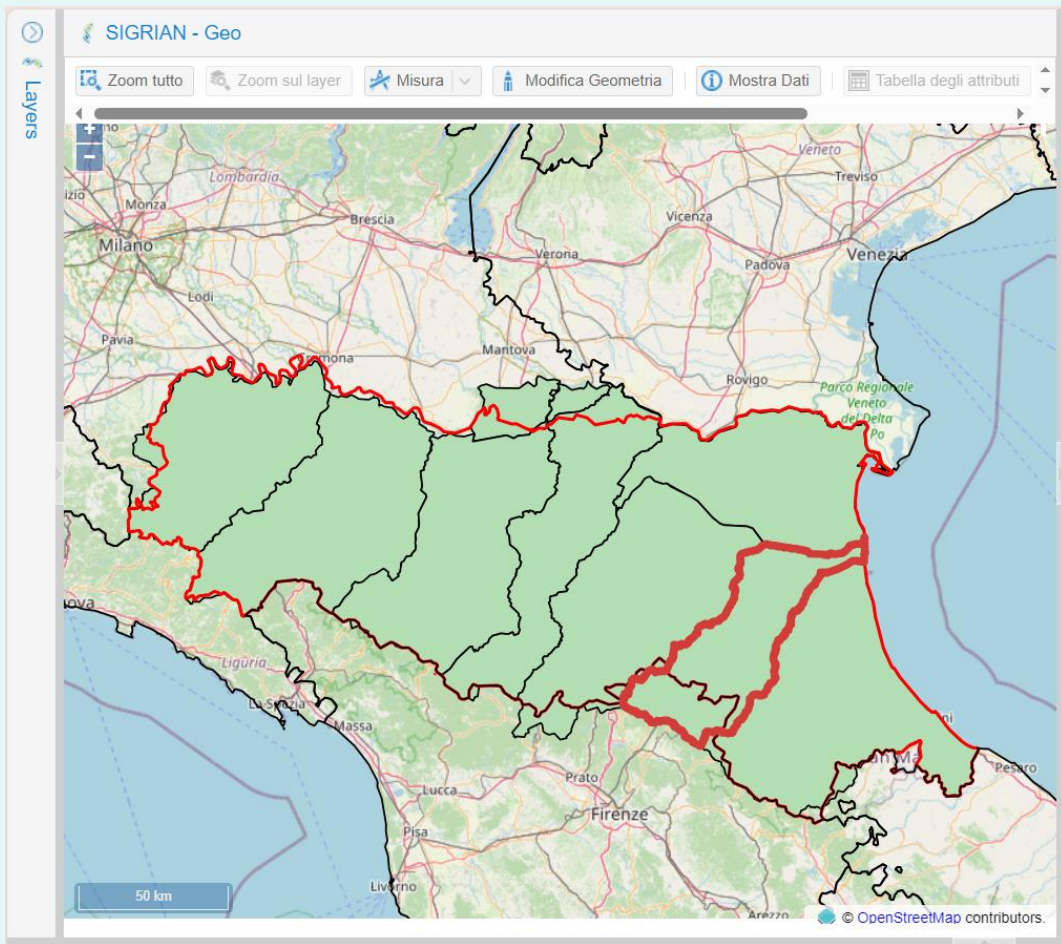 SIGRIAN - Geo
Layers
Zoom tutto
Zoom sul layer
Misura
Modifica Geometria
Mostra Dati
Tabella degli attributi
+
−
Veneto
Lombardia
Treviso
Monza
Brescia
Vicenza
Milano
Verona
Padova
Venezia
Lodi
Pavia
Mantova
Rovigo
Parco Regionale
Veneto
del Delta
Po
Liguria
La Spezia
Massa
Prato
Pesaro
Lucca
Firenze
Pisa
Livorno
Arezzo
50 km
© OpenStreetMap contributors.